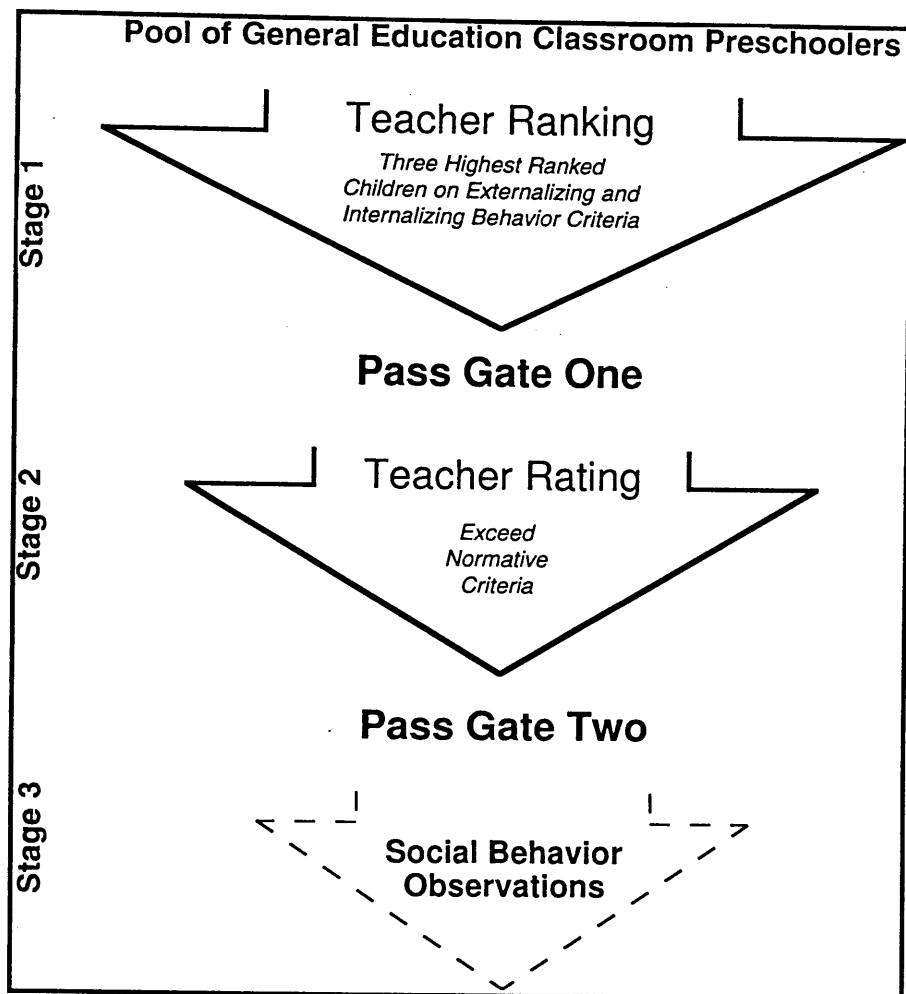 Pool of General Education Classroom Preschoolers
Stage 1
Teacher Ranking
Three Highest Ranked
Children on Externalizing and
Internalizing Behavior Criteria
Pass Gate One
Stage 2
Teacher Rating
Exceed
Normative
Criteria
Pass Gate Two
Stage 3
Social Behavior
Observations